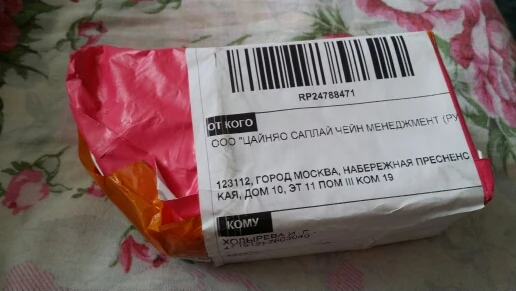 RP24788471
ОТ КОГО
ООО "ЦАЙНЯО САПЛАЙ ЧЕЙН МЕНЕДЖМЕНТ (РУ
123112, ГОРОД МОСКВА, НАБЕРЕЖНАЯ ПРЕСНЕНС
КАЯ, ДОМ 10, ЭТ 11 ПОМ III КОМ 19
КОМУ